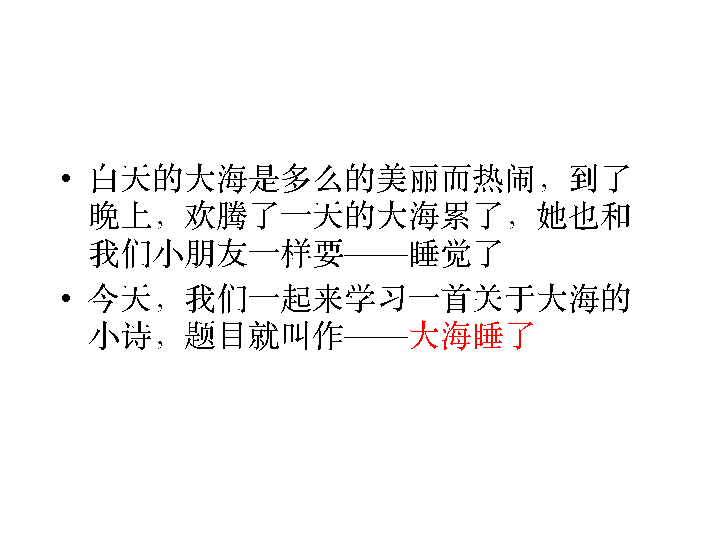 • 白天的大海是多么的美丽而热闹，到了
晚上，欢腾了一天的大海累了，她也和
我们小朋友一样要——睡觉了
• 今天，我们一起来学习一首关于大海的
小诗，题目就叫作——大海睡了